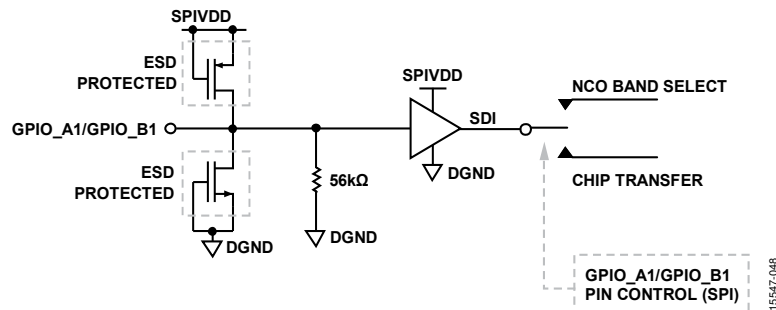 SPIVDD
ESD
PROTECTED
SPIVDD
NCO BAND SELECT
SDI
GPIO_A1/GPIO_B1
ESD
PROTECTED
56kΩ
DGND
CHIP TRANSFER
DGND
DGND
GPIO_A1/GPIO_B1
PIN CONTROL (SPI)
15547-048